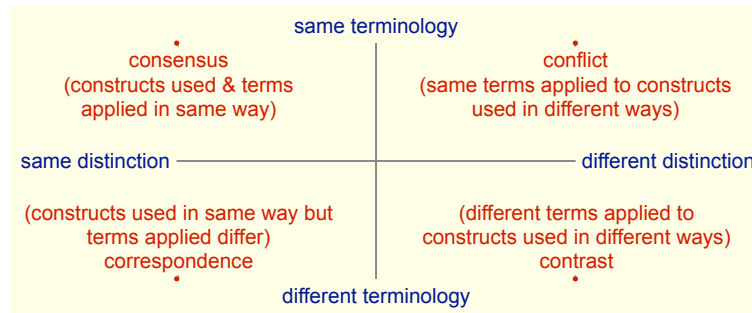 same terminology
consensus
(constructs used & terms
applied in same way)
conflict
(same terms applied to constructs
used in different ways)
same distinction
different distinction
(constructs used in same way but
terms applied differ)
correspondence
(different terms applied to
constructs used in different ways)
contrast
different terminology